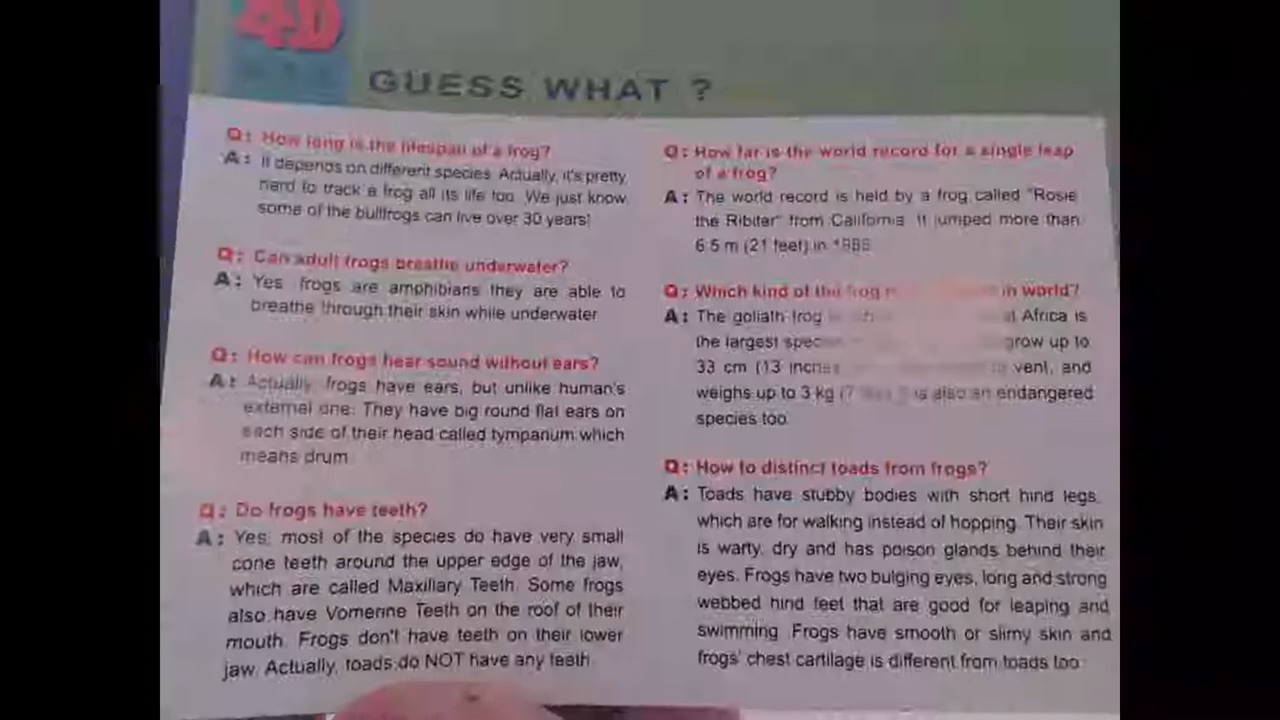 4D
GUESS WHAT ?
Q: How long is the lifespan of a frog?
A: It depends on different species. Actually, it's pretty
hard to track a frog all its life too. We just know
some of the bullfrogs can live over 30 years!
Q: Can adult frogs breathe underwater?
A: Yes, frogs are amphibians they are able to
breathe through their skin while underwater.
Q: How can frogs hear sound without ears?
A: Actually, frogs have ears, but unlike human's
external one. They have big round flat ears on
each side of their head called tympanum which
means drum.
Q: Do frogs have teeth?
A: Yes, most of the species do have very small
cone teeth around the upper edge of the jaw,
which are called Maxillary Teeth. Some frogs
also have Vomerine Teeth on the roof of their
mouth. Frogs don't have teeth on their lower
jaw. Actually, toads do NOT have any teeth.
Q: How far is the world record for a single leap
of a frog?
A: The world record is held by a frog called "Rosie
the Ribiter" from California. It jumped more than
6.5 m (21 feet) in
Q: Which kind of the frog in world?
A: The goliath frog Africa is
the largest grow up to
33 cm (13 vent, and
weighs up to 3 kg is also an endangered
species too.
Q: How to distinct toads from frogs?
A: Toads have stubby bodies with short hind legs,
which are for walking instead of hopping. Their skin
is warty, dry and has poison glands behind their
eyes. Frogs have two bulging eyes, long and strong
webbed hind feet that are good for leaping and
swimming. Frogs have smooth or slimy skin and
frogs' chest cartilage is different from toads too.